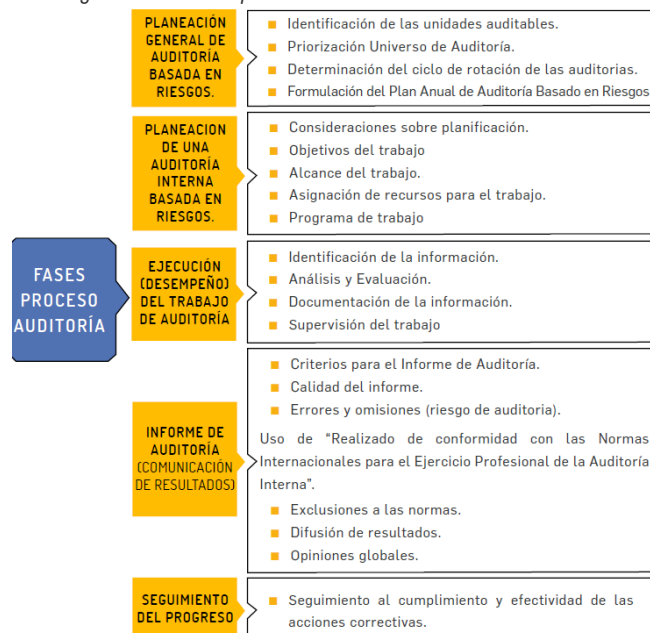 FASES
PROCESO
AUDITORÍA
PLANEACIÓN
GENERAL DE
AUDITORÍA
BASADA EN
RIESGOS.
■ Identificación de las unidades auditables.
■ Priorización Universo de Auditoría.
■ Determinación del ciclo de rotación de las auditorias.
■ Formulación del Plan Anual de Auditoría Basado en Riesgos
PLANEACION
DE UNA
AUDITORÍA
INTERNA
BASADA EN
RIESGOS.
■ Consideraciones sobre planificación.
■ Objetivos del trabajo
■ Alcance del trabajo.
■ Asignación de recursos para el trabajo.
■ Programa de trabajo
EJECUCIÓN
(DESEMPEÑO)
DEL TRABAJO
DE AUDITORÍA
■ Identificación de la información.
■ Análisis y Evaluación.
■ Documentación de la información.
■ Supervisión del trabajo
INFORME DE
AUDITORÍA
(COMUNICACIÓN
DE RESULTADOS)
■ Criterios para el Informe de Auditoría.
■ Calidad del informe.
■ Errores y omisiones (riesgo de auditoria).
Uso de "Realizado de conformidad con las Normas
Internacionales para el Ejercicio Profesional de la Auditoría
Interna".
■ Exclusiones a las normas.
■ Difusión de resultados.
■ Opiniones globales.
SEGUIMIENTO
DEL PROGRESO
■ Seguimiento al cumplimiento y efectividad de las
acciones correctivas.